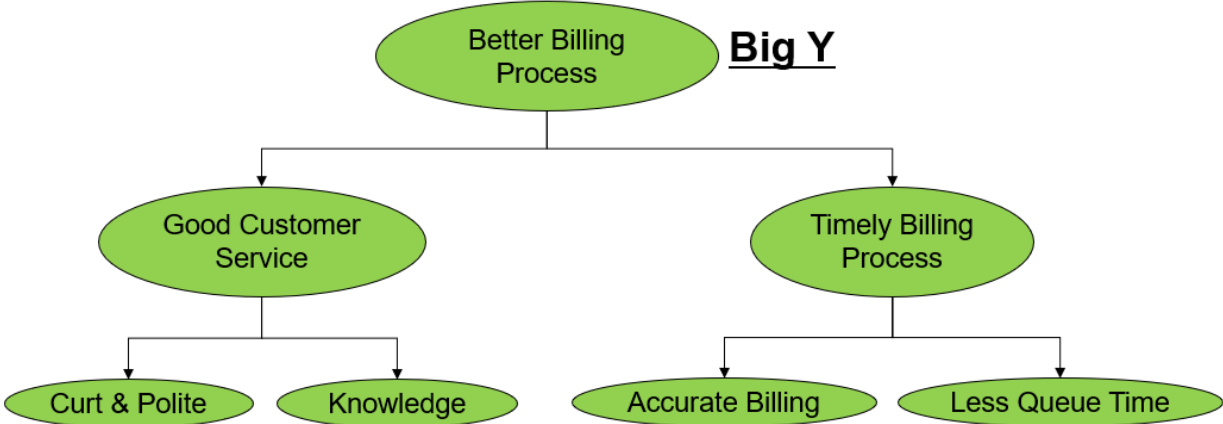 Better Billing
Process
Big Y
Good Customer
Service
Timely Billing
Process
Curt & Polite
Knowledge
Accurate Billing
Less Queue Time